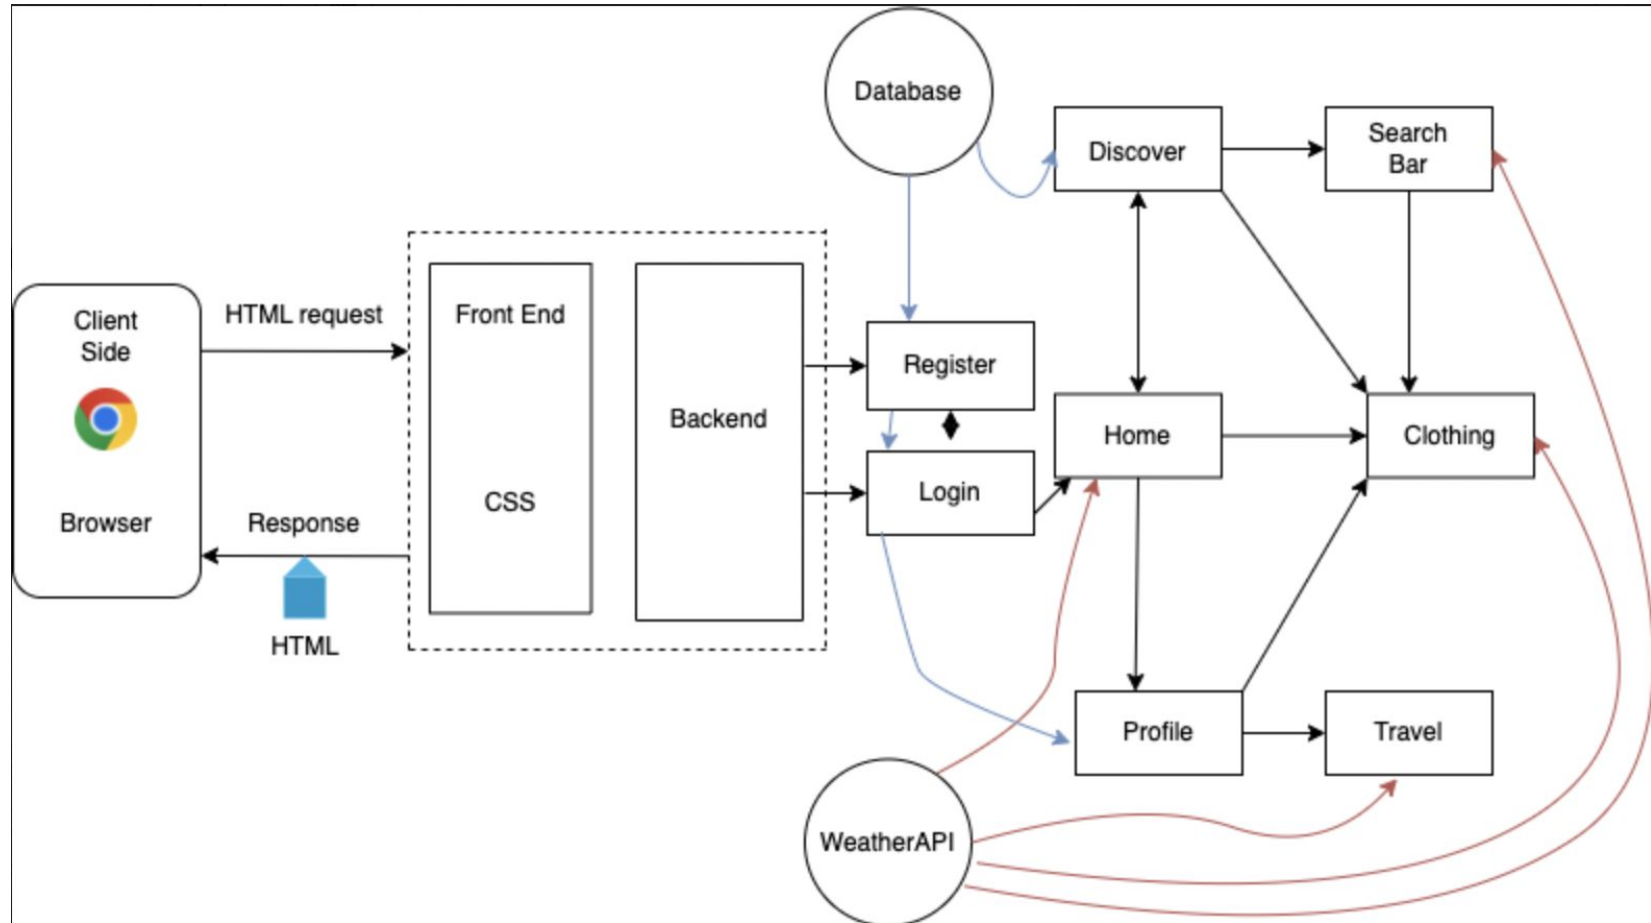 Client
Side
Browser
HTML request
Response
HTML
Front End
CSS
Backend
Database
Register
Login
Discover
Search
Bar
Home
Clothing
Profile
Travel
WeatherAPI